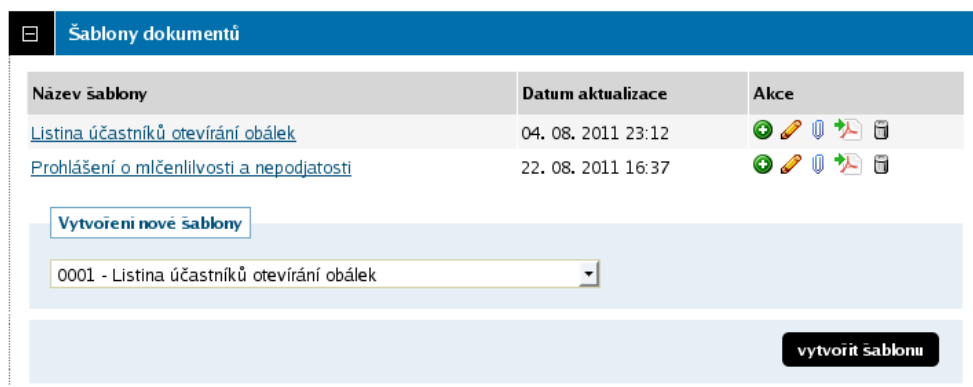 Šablony dokumentů
Název šablony Datum aktualizace Akce
Listina účastníků otevírání obálek 04. 08. 2011 23:12
Prohlášení o mlčenlilvosti a nepodjatosti 22. 08. 2011 16:37
Vytvoření nové šablony
0001 - Listina účastníků otevírání obálek
vytvořit šablonu